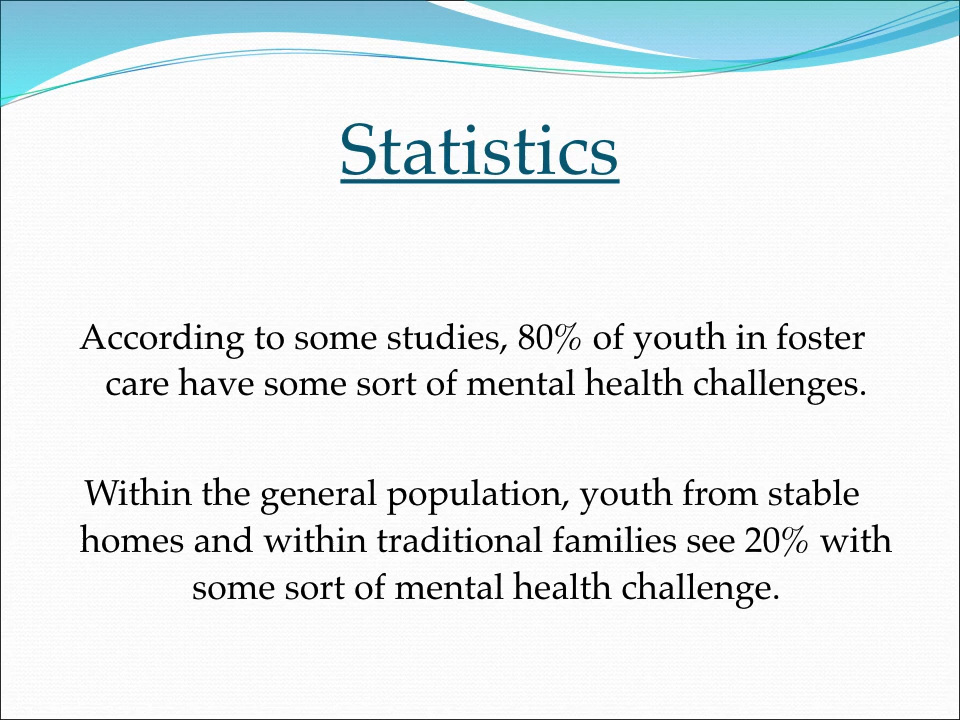 Statistics
According to some studies, 80% of youth in foster
care have some sort of mental health challenges.
Within the general population, youth from stable
homes and within traditional families see 20% with
some sort of mental health challenge.